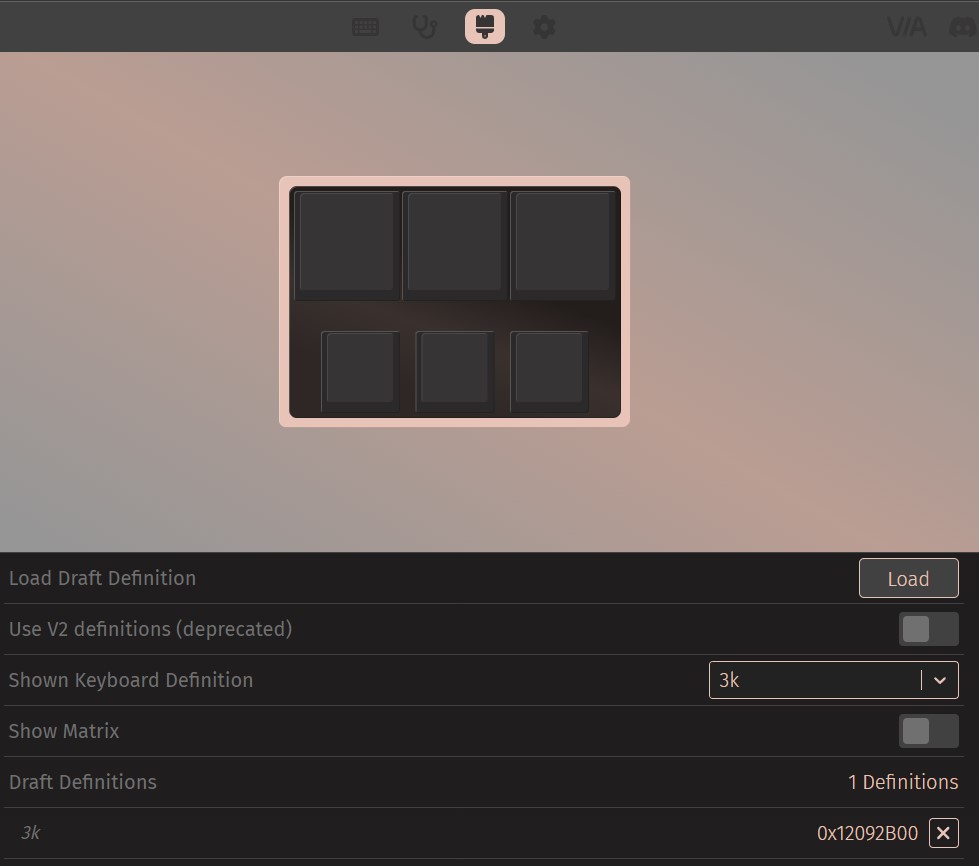 VIA
Load Draft Definition
Load
Use V2 definitions (deprecated)
Shown Keyboard Definition
3k
Show Matrix
Draft Definitions
1 Definitions
3k
0x12092B00